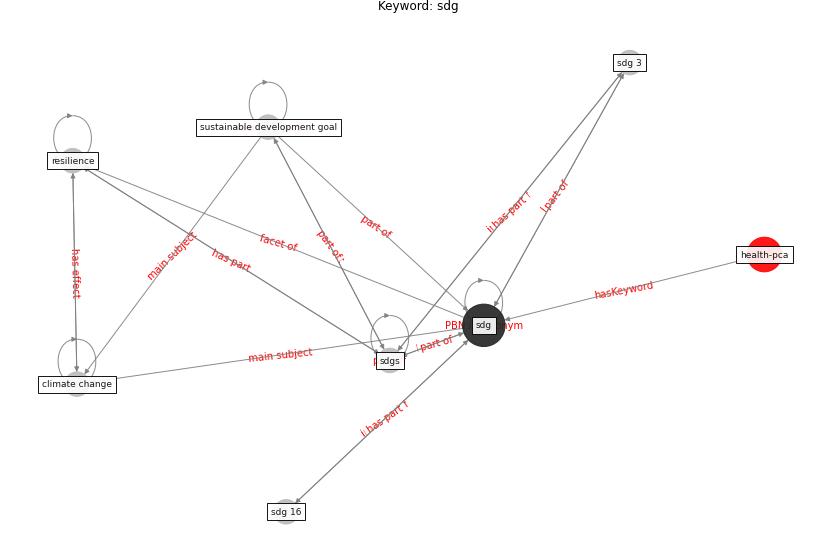 Keyword: sdg
sdg 3
sustainable development goal
resilience
has part
part of
part of
facet of
part of
main subject
has part
has effect
health-pca
hasKeyword
sdg
part of
main subject
sdgs
climate change
has part
sdg 16